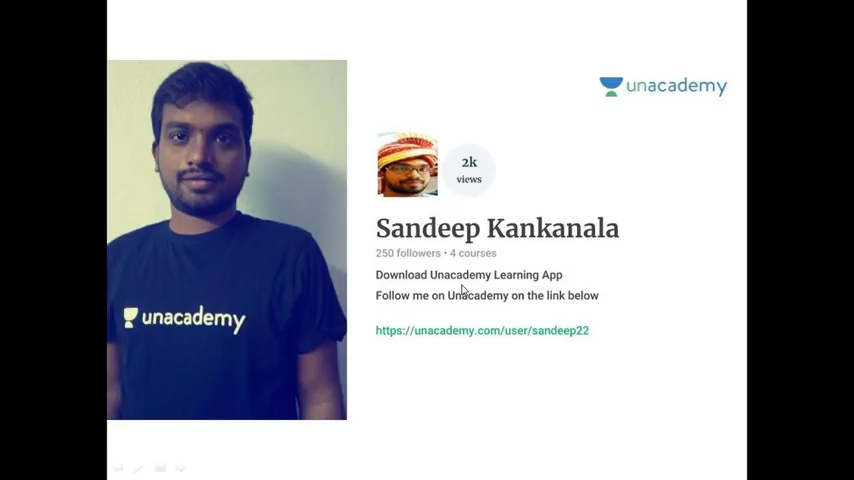 unacademy
2k
views
Sandeep Kankanala
250 followers • 4 courses
Download Unacademy Learning App
Follow me on Unacademy on the link below
unacademy
https://unacademy.com/user/sandeep22